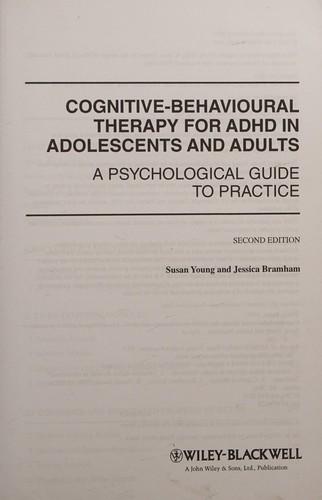 COGNITIVE-BEHAVIOURAL
THERAPY FOR ADHD IN
ADOLESCENTS AND ADULTS
A PSYCHOLOGICAL GUIDE
TO PRACTICE
SECOND EDITION
Susan Young and Jessica Bramham
WILEY-BLACKWELL
A John Wiley & Sons, Ltd., Publication